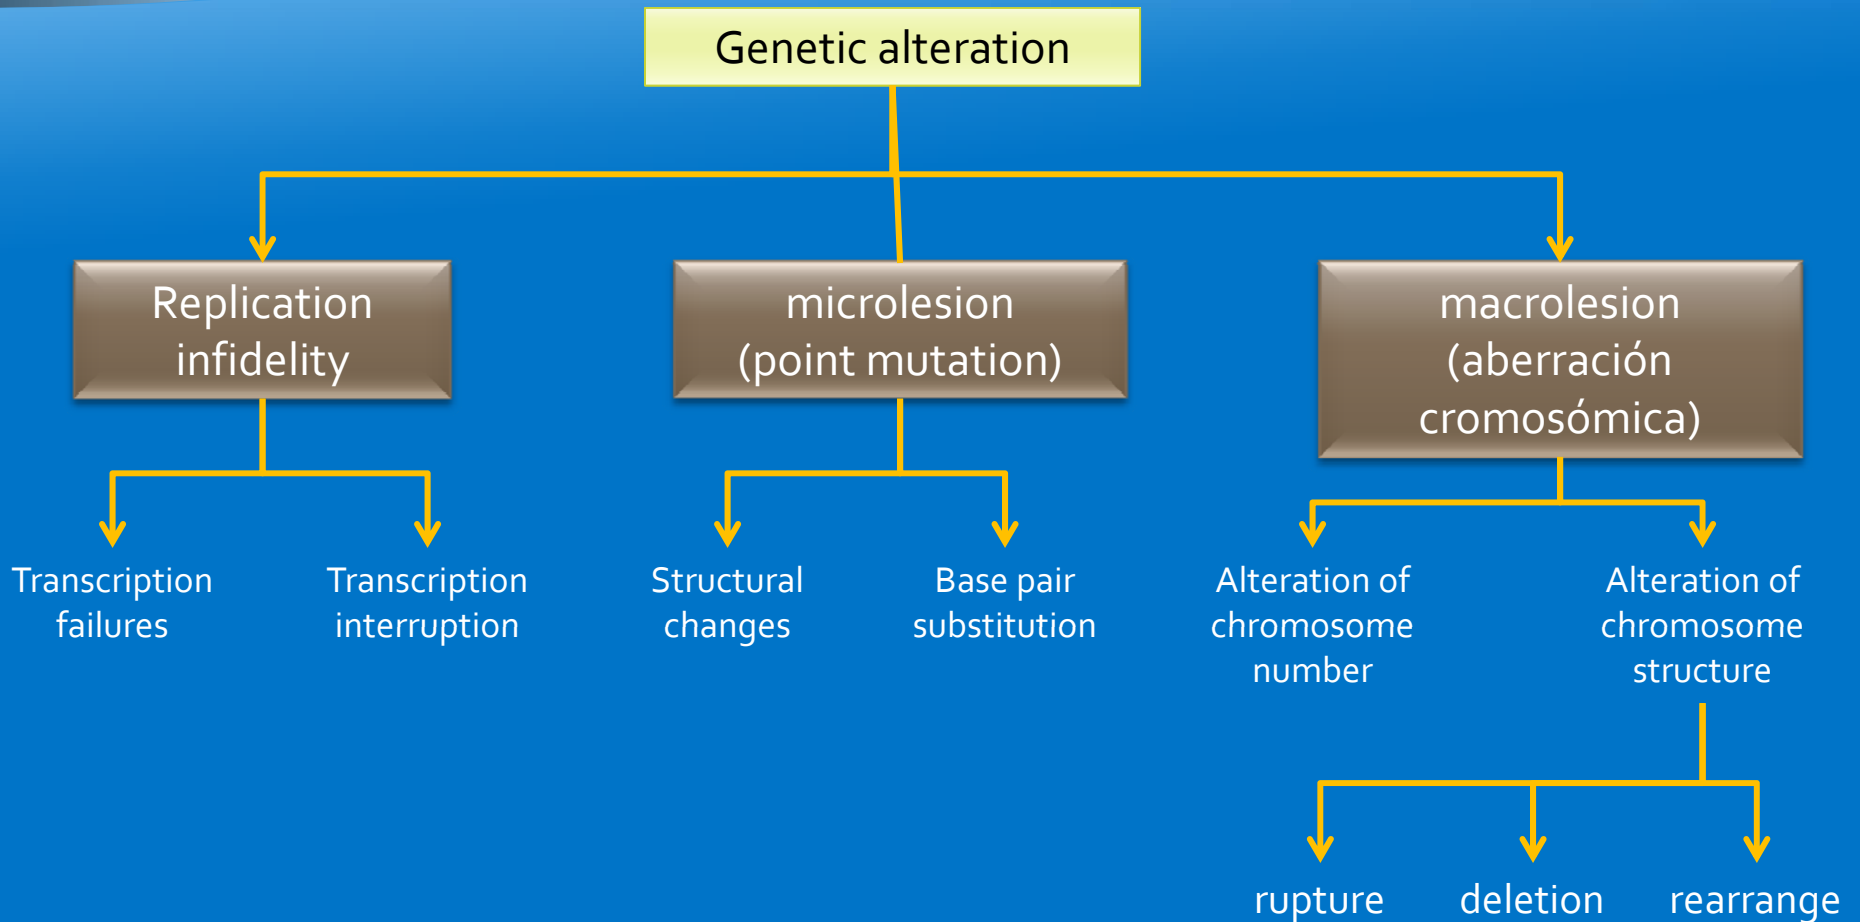 Genetic alteration
Replication
infidelity
microlesion
(point mutation)
macrolesion
(aberración
cromosómica)
Transcription
failures
Transcription
interruption
Structural
changes
Base pair
substitution
Alteration of
chromosome
number
Alteration of
chromosome
structure
rupture
deletion
rearrange